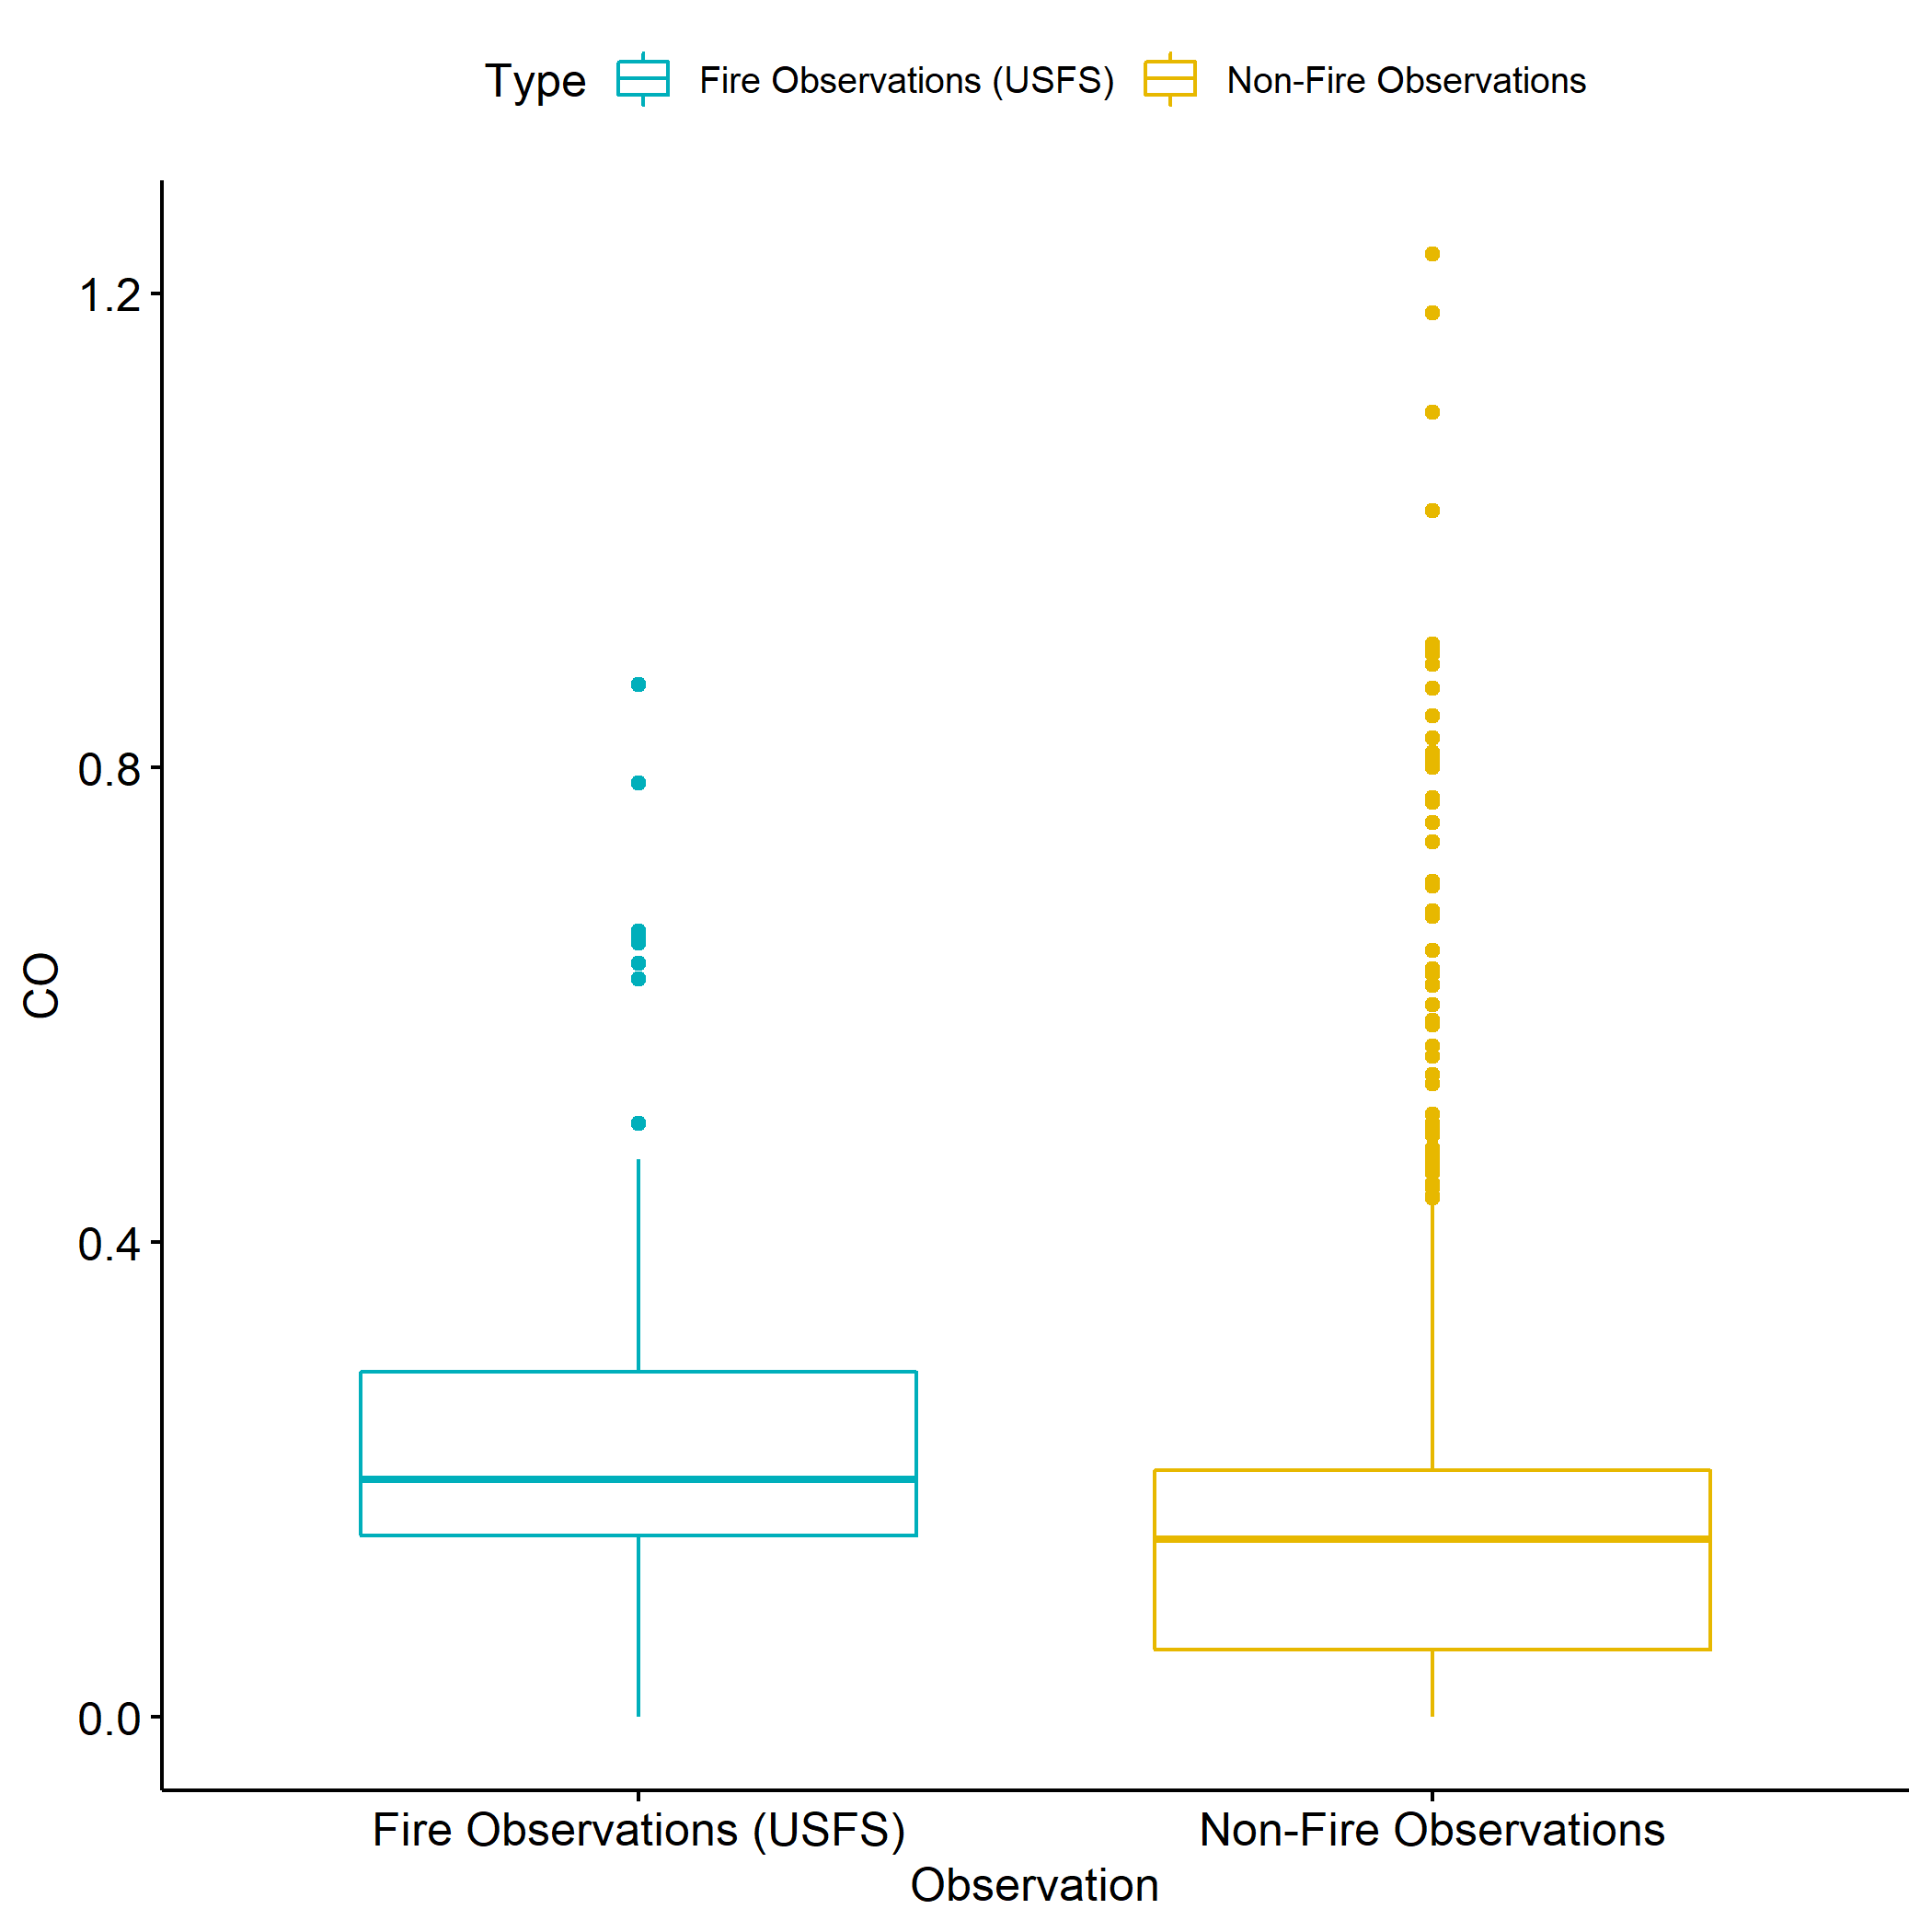 Type Fire Observations (USFS) Non-Fire Observations
1.2
0.8
0.4
0.0
CO
Fire Observations (USFS) Non-Fire Observations
Observation